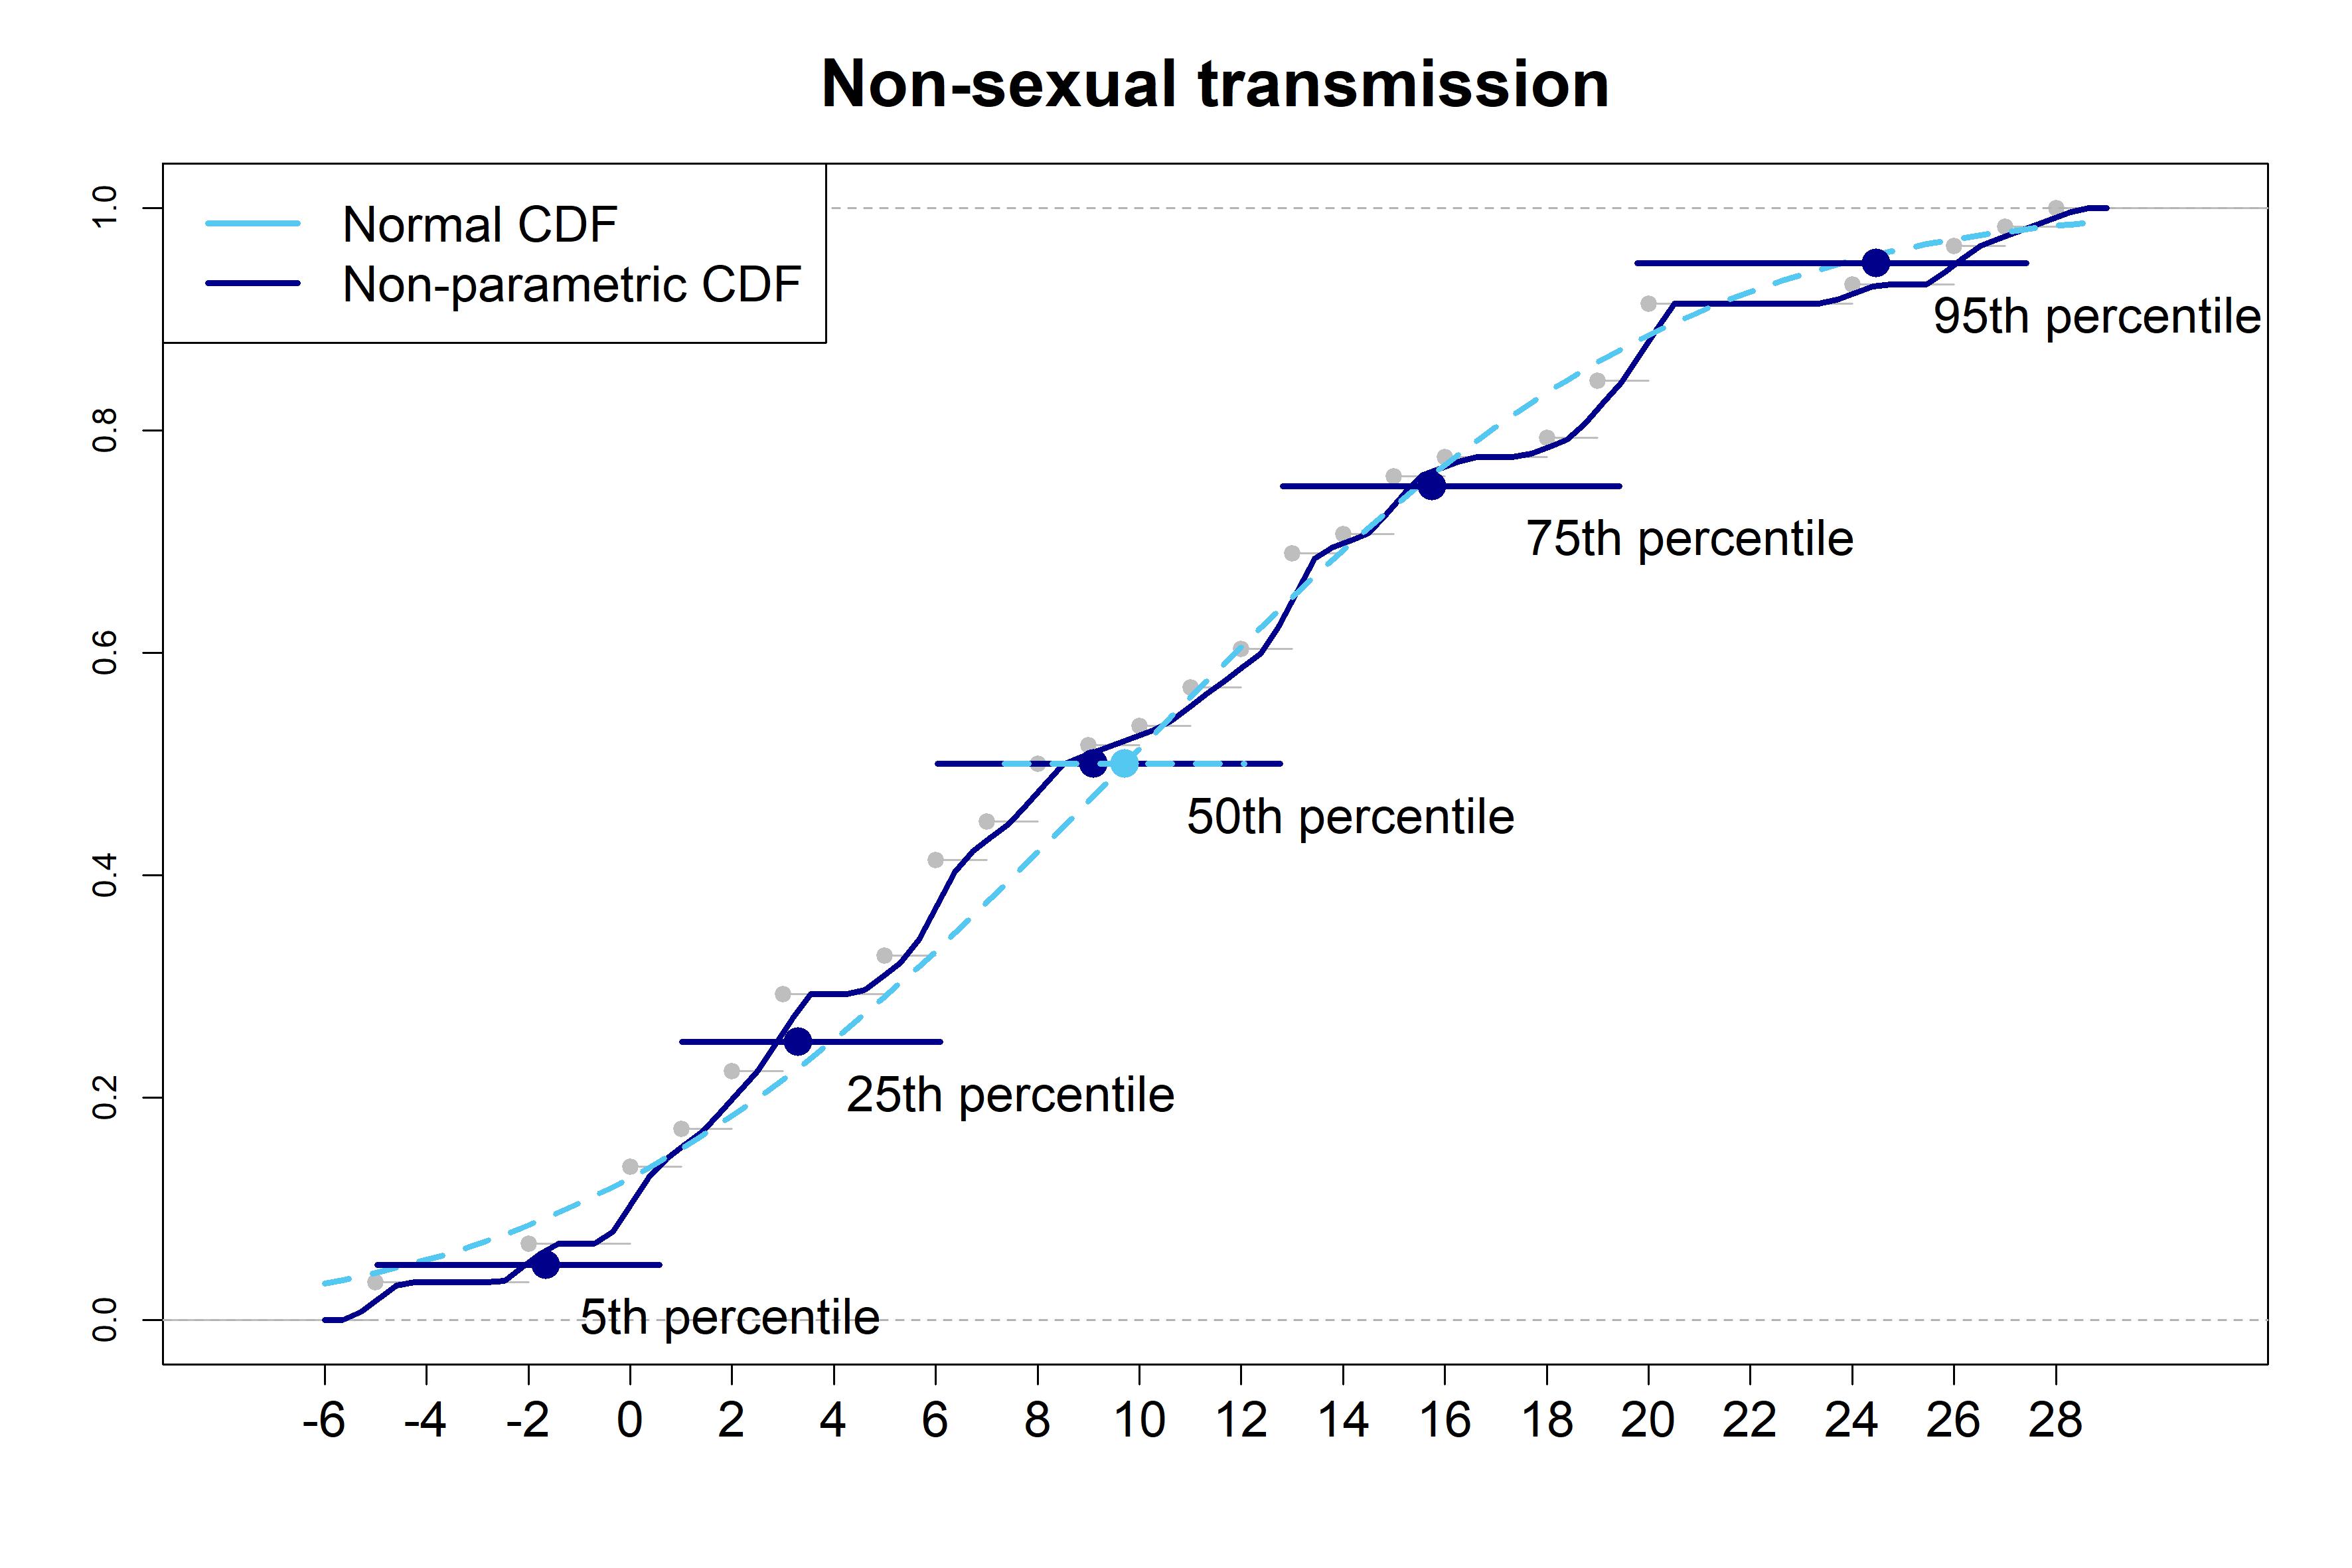 Non-sexual transmission
Normal CDF
Non-parametric CDF
1.0
0.8
0.6
0.4
0.2
0.0
95th percentile
75th percentile
50th percentile
25th percentile
5th percentile
-6 -4 -2 0 2 4 6 8 10 12 14 16 18 20 22 24 26 28